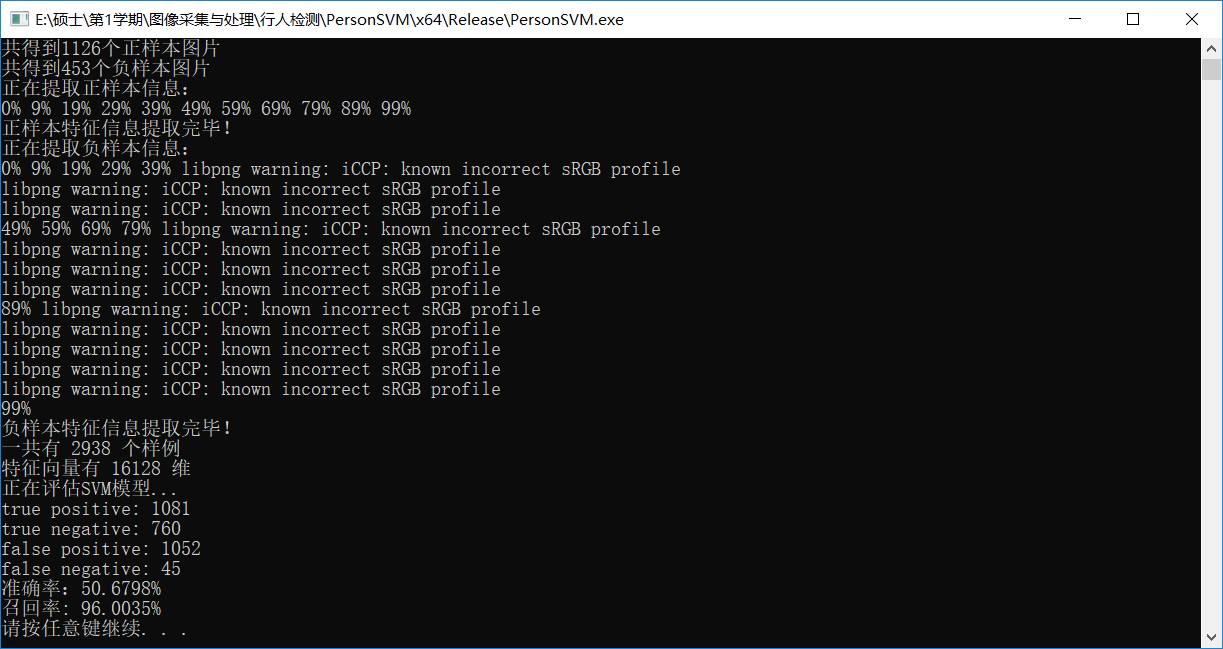 E:\硕士\第1学期\图像采集与处理\行人检测\PersonSVM\x64\Release\PersonSVM.exe
共得到1126个正样本图片
共得到453个负样本图片
正在提取正样本信息:
0% 9% 19% 29% 39% 49% 59% 69% 79% 89% 99%
正样本特征信息提取完毕!
正在提取负样本信息:
0% 9% 19% 29% 39% libpng warning: iCCP: known incorrect sRGB profile
libpng warning: iCCP: known incorrect sRGB profile
libpng warning: iCCP: known incorrect sRGB profile
49% 59% 69% 79% libpng warning: iCCP: known incorrect sRGB profile
libpng warning: iCCP: known incorrect sRGB profile
libpng warning: iCCP: known incorrect sRGB profile
libpng warning: iCCP: known incorrect sRGB profile
89% libpng warning: iCCP: known incorrect sRGB profile
libpng warning: iCCP: known incorrect sRGB profile
libpng warning: iCCP: known incorrect sRGB profile
libpng warning: iCCP: known incorrect sRGB profile
libpng warning: iCCP: known incorrect sRGB profile
99%
负样本特征信息提取完毕!
一共有 2938 个样例
特征向量有 16128 维
正在评估SVM模型...
true positive: 1081
true negative: 760
false positive: 1052
false negative: 45
准确率: 50.6798%
召回率: 96.0035%
请按任意键继续. . .